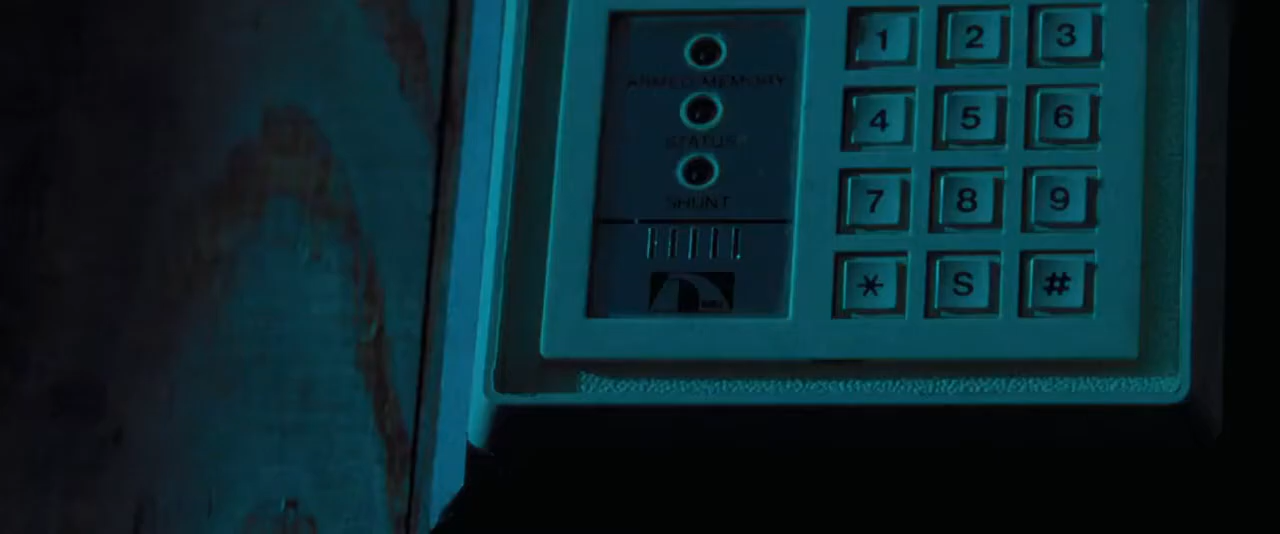 ARMED MEMORY
STATUS
SHUNT
1 2 3
4 5 6
7 8 9
* S #